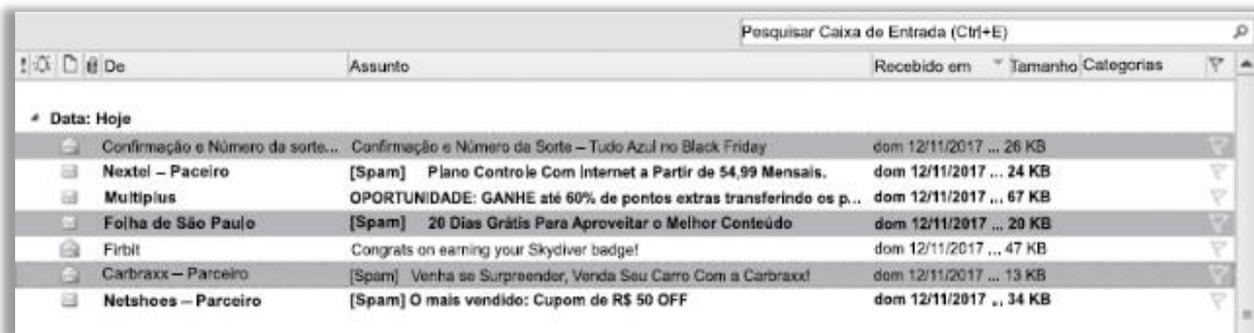 Pesquisar Caixa de Entrada (Ctrl+E)
! De Assunto Recebido em Tamanho Categorias
Data: Hoje
Confirmação e Número da sorte... Confirmação e Número da Sorte – Tudo Azul no Black Friday dom 12/11/2017 ... 26 KB
Nextel – Paceiro [Spam] Plano Controle Com Internet a Partir de 54,99 Mensais. dom 12/11/2017 ... 24 KB
Multiplus OPORTUNIDADE: GANHE até 60% de pontos extras transferindo os p... dom 12/11/2017 ... 67 KB
Folha de São Paulo [Spam] 20 Dias Grátis Para Aproveitar o Melhor Conteúdo dom 12/11/2017 ... 20 KB
Firbit Congrats on earning your Skydiver badge! dom 12/11/2017 ... 47 KB
Carbraxx – Parceiro [Spam] Venha se Surpreender, Venda Seu Carro Com a Carbraxx! dom 12/11/2017 ... 13 KB
Netshoes – Parceiro [Spam] O mais vendido: Cupom de R$ 50 OFF dom 12/11/2017 .. 34 KB